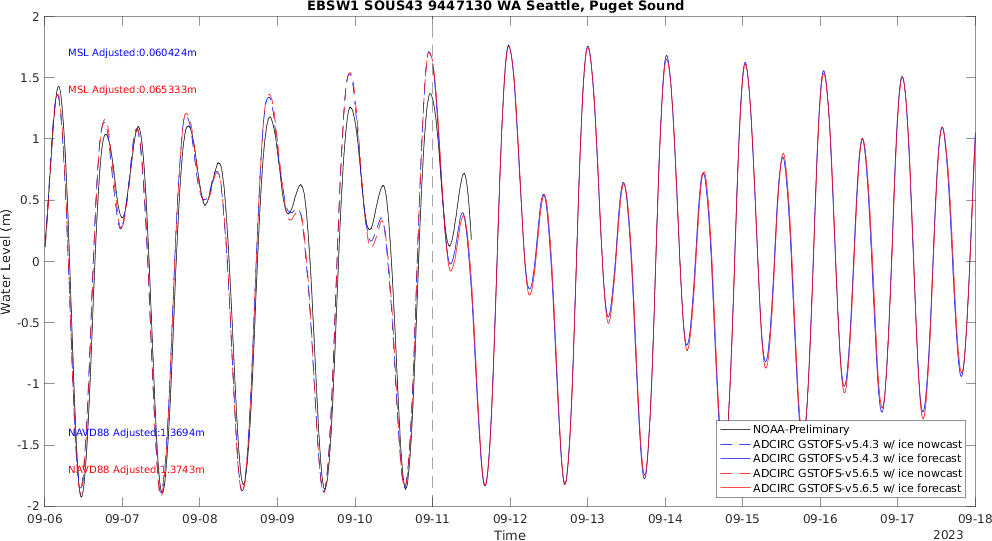 EBSW1 SOUS43 9447130 WA Seattle, Puget Sound
2
1.5
1
0.5
0
-0.5
-1
-1.5
-2
Water Level (m)
MSL Adjusted:0.060424m
MSL Adjusted:0.065333m
NAVD88 Adjusted:1.3694m
NAVD88 Adjusted:1.3743m
NOAA-Preliminary
ADCIRC GSTOFS-v5.4.3 w/ ice nowcast
ADCIRC GSTOFS-v5.4.3 w/ ice forecast
ADCIRC GSTOFS-v5.6.5 w/ ice nowcast
ADCIRC GSTOFS-v5.6.5 w/ ice forecast
09-06 09-07 09-08 09-09 09-10 09-11 09-12 09-13 09-14 09-15 09-16 09-17 09-18
Time
2023